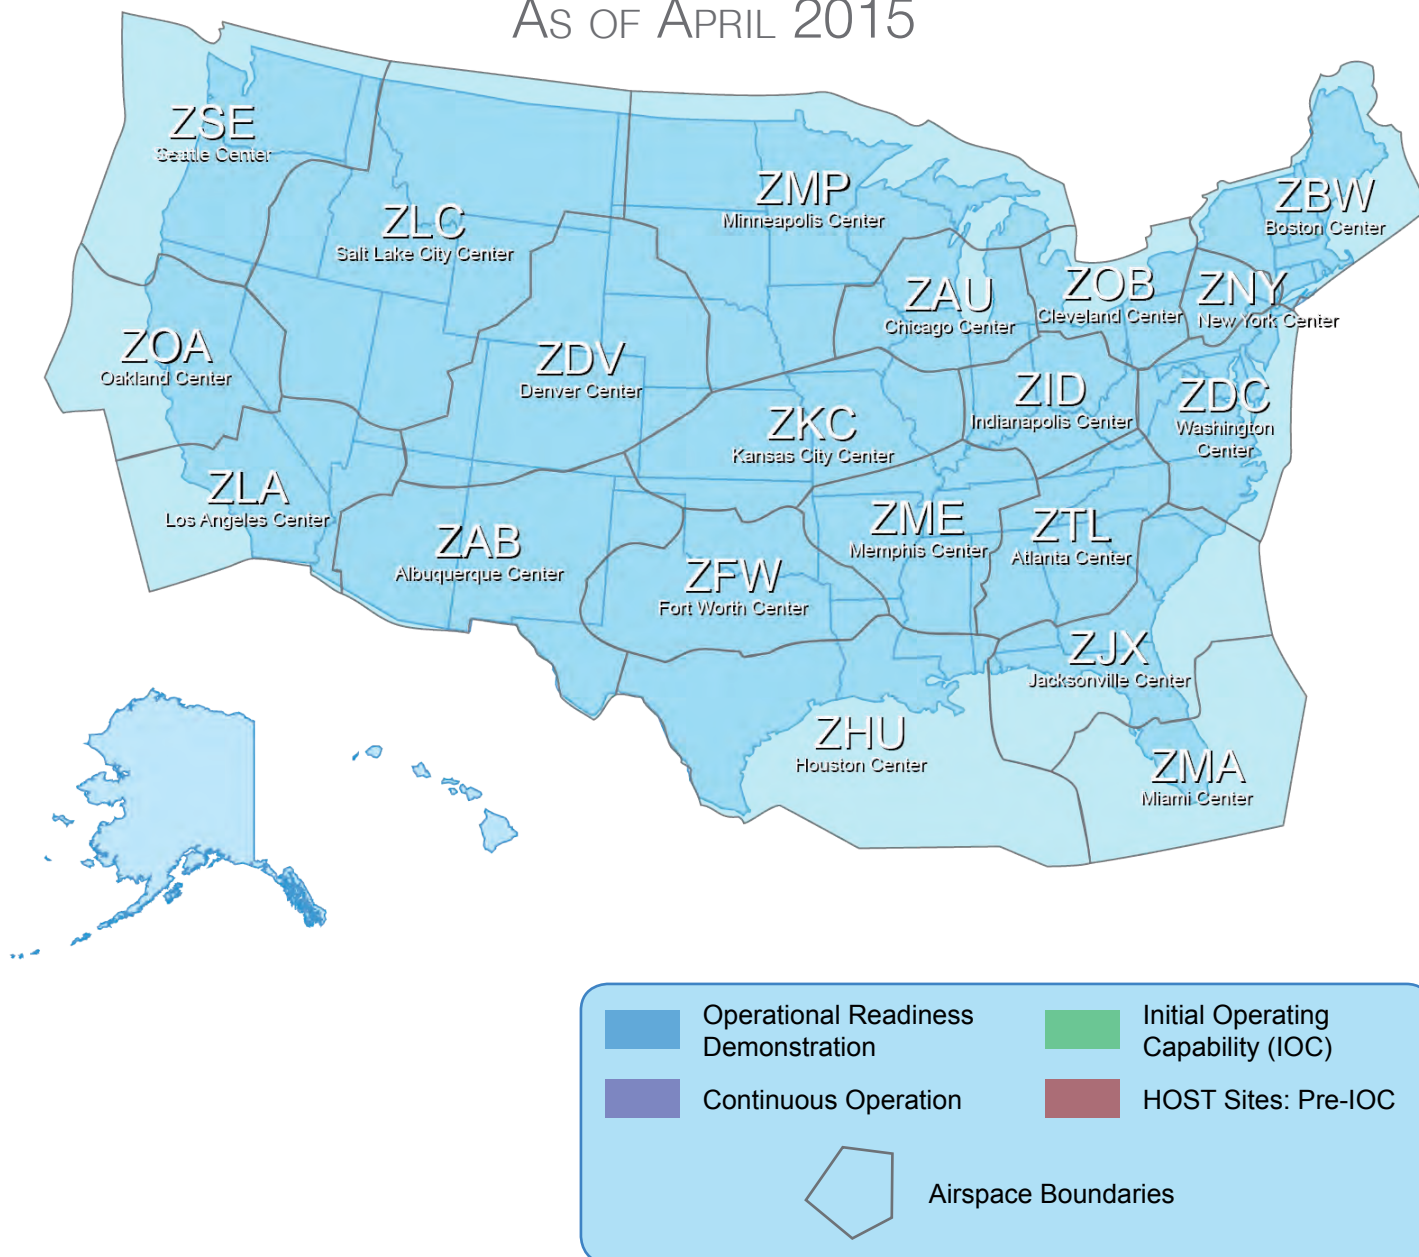 As of April 2015
ZSE
Seattle Center
ZLC
Salt Lake City Center
ZMP
Minneapolis Center
ZBW
Boston Center
ZAU
Chicago Center
ZOB
Cleveland Center
ZNY
New York Center
ZOA
Oakland Center
ZDV
Denver Center
ZKC
Kansas City Center
ZID
Indianapolis Center
ZDC
Washington
Center
ZLA
Los Angeles Center
ZAB
Albuquerque Center
ZFW
Fort Worth Center
ZME
Memphis Center
ZTL
Atlanta Center
ZJX
Jacksonville Center
ZHU
Houston Center
ZMA
Miami Center
Operational Readiness
Demonstration
Initial Operating
Capability (IOC)
Continuous Operation
HOST Sites: Pre-IOC
Airspace Boundaries